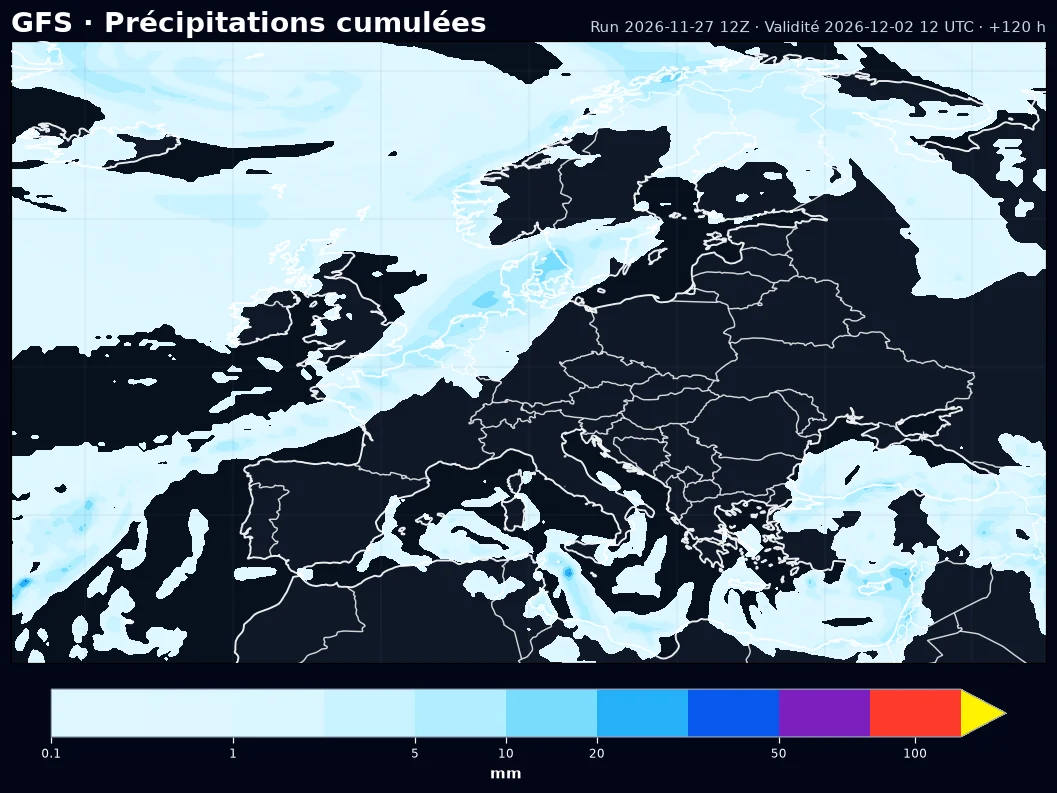 GFS · Précipitations cumulées
Run 2026-11-27 12Z · Validité 2026-12-02 12 UTC · +120 h
0.1 1 5 10 20 50 100
mm